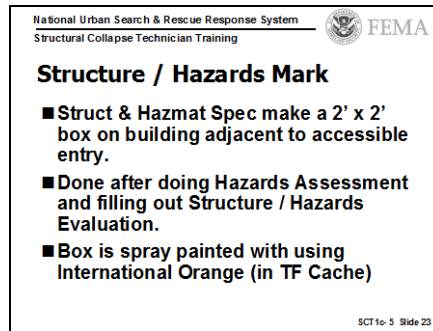 National Urban Search & Rescue Response System
Structural Collapse Technician Training
FEMA
Structure / Hazards Mark
■ Struct & Hazmat Spec make a 2' x 2'
box on building adjacent to accessible
entry.
■ Done after doing Hazards Assessment
and filling out Structure / Hazards
Evaluation.
■ Box is spray painted with using
International Orange (in TF Cache)
SCT1c- 5 Slide 23